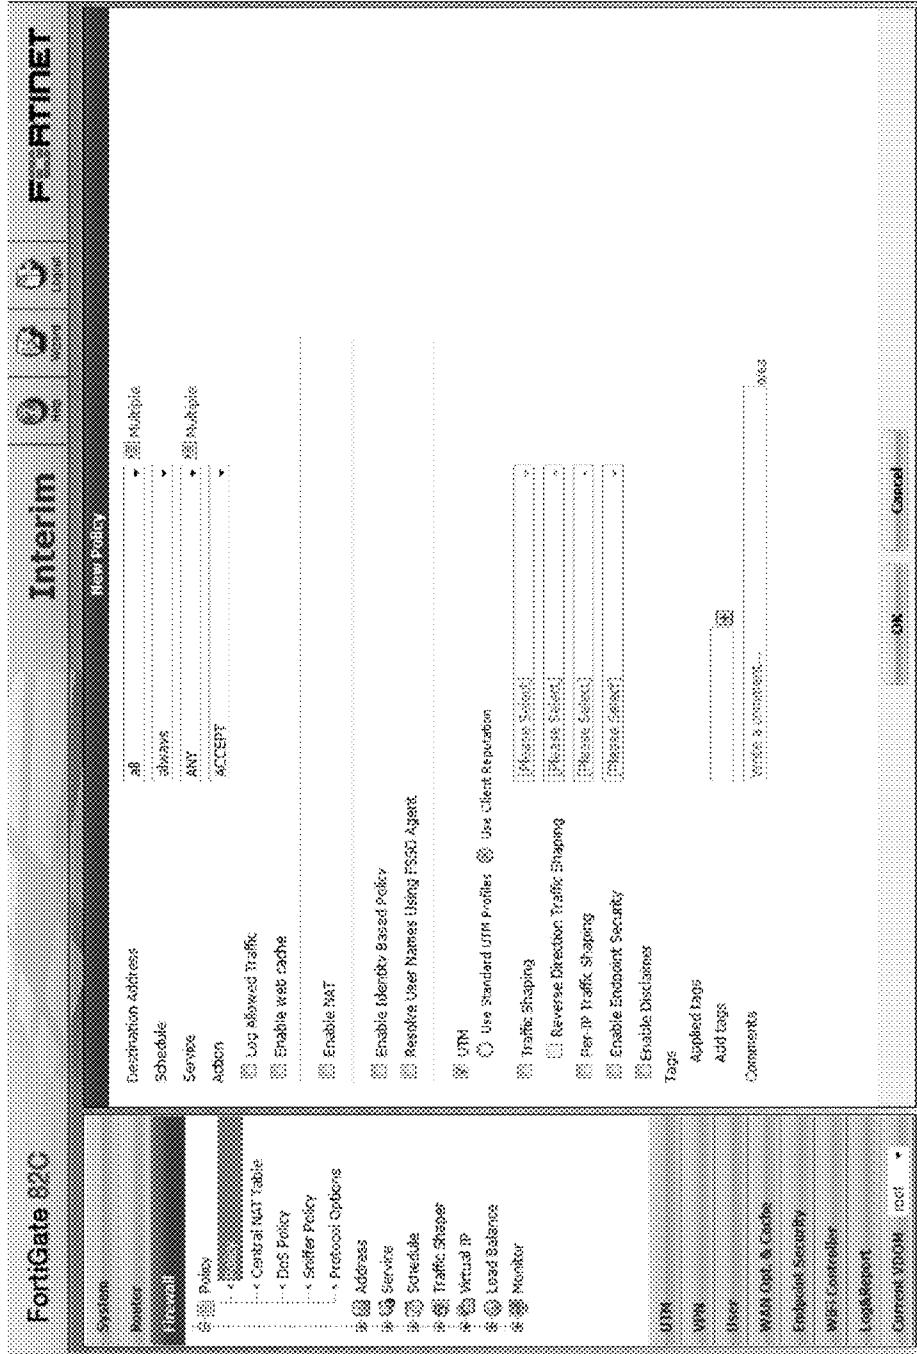 FortiGate 82C
Interim
FORTINET
System
Router
Firewall
Policy
Central NAT Table
DoS Policy
Sniffer Policy
Protocol Options
Address
Service
Schedule
Traffic Shaper
Virtual IP
Load Balance
Monitor
UTM
VPN
User
WAN Opt. & Cache
Endpoint Security
WiFi Controller
Log&Report
Current VDOM root
New Policy
Destination Address all Multiple
Schedule always
Service ANY Multiple
Action ACCEPT
Log Allowed Traffic
Enable web cache
Enable NAT
Enable Identity Based Policy
Resolve User Names Using FSSO Agent
UTM
Use Standard UTM Profiles Use Client Reputation
Traffic Shaping [Please Select]
Reverse Direction Traffic Shaping [Please Select]
Per-IP Traffic Shaping [Please Select]
Enable Endpoint Security [Please Select]
Enable Disclaimer
Tags
Applied tags
Add tags
Comments Write a comment...
OK Cancel